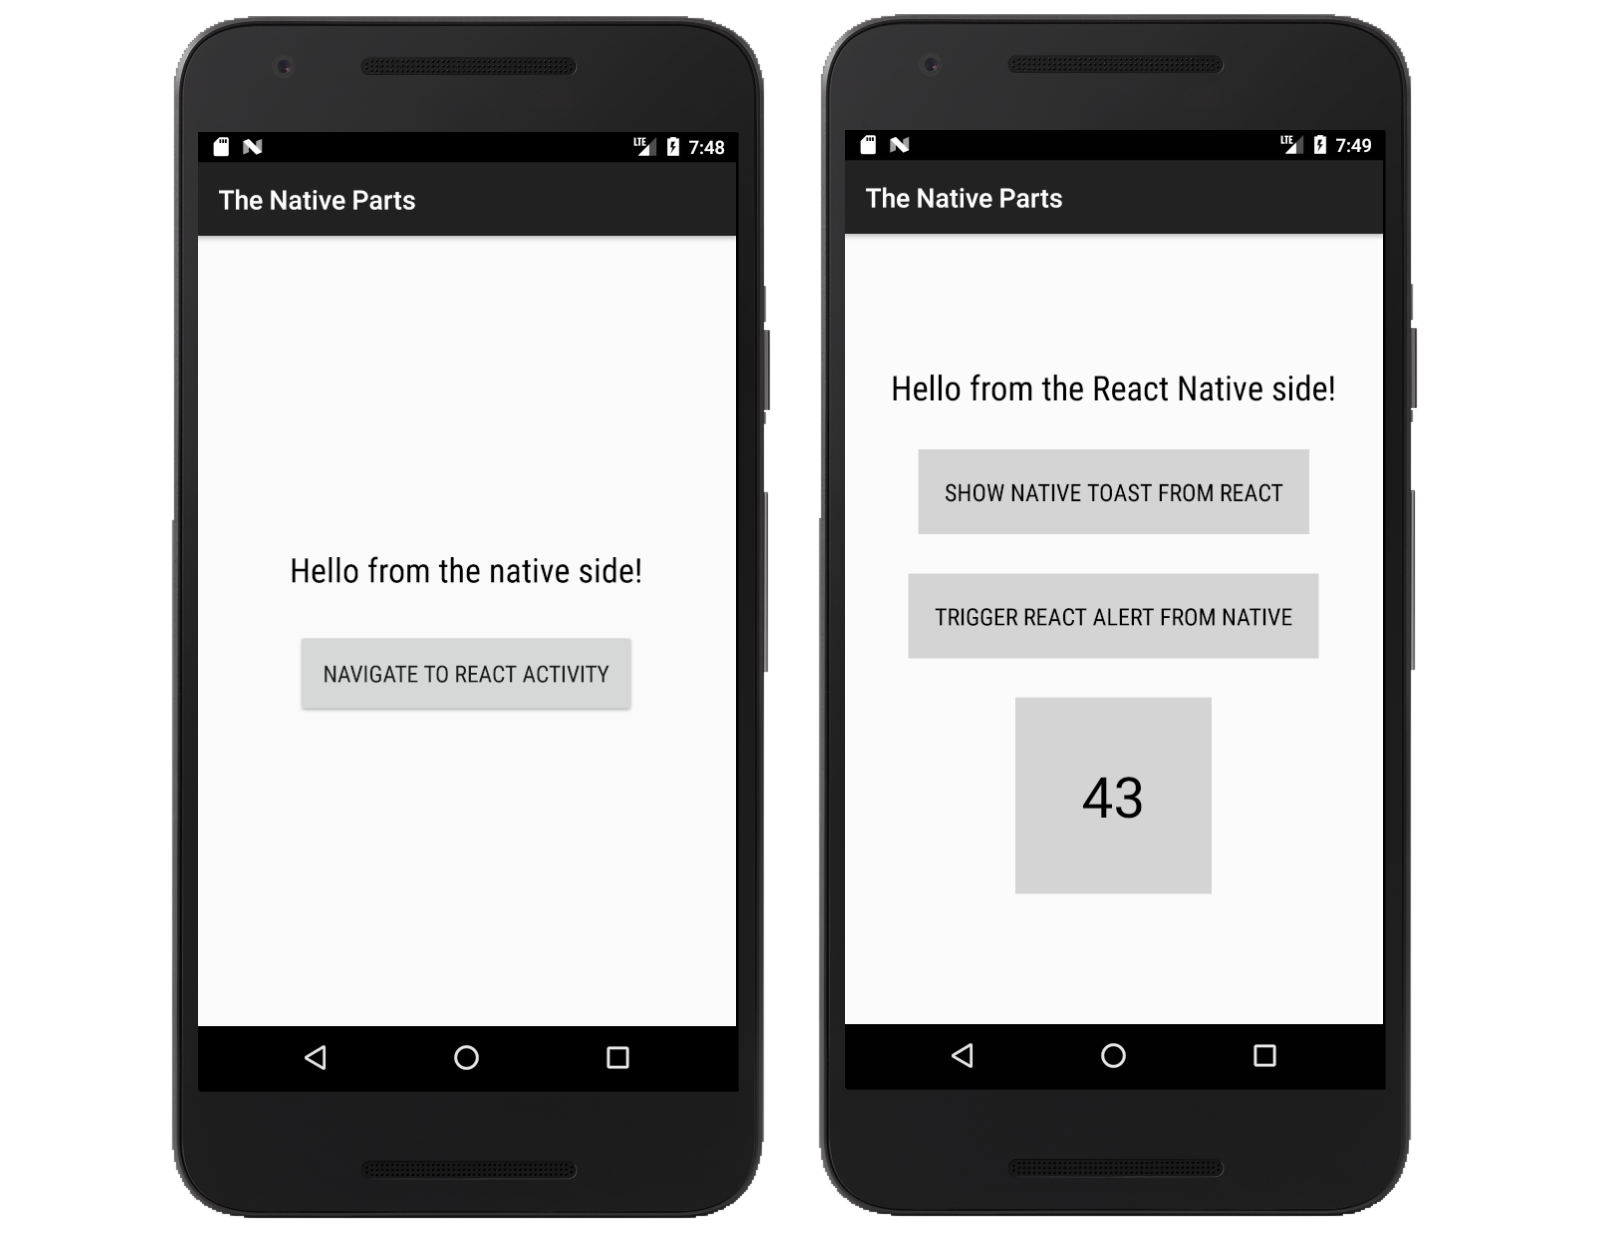 LTE 7:48
The Native Parts
Hello from the native side!
NAVIGATE TO REACT ACTIVITY
LTE 7:49
The Native Parts
Hello from the React Native side!
SHOW NATIVE TOAST FROM REACT
TRIGGER REACT ALERT FROM NATIVE
43